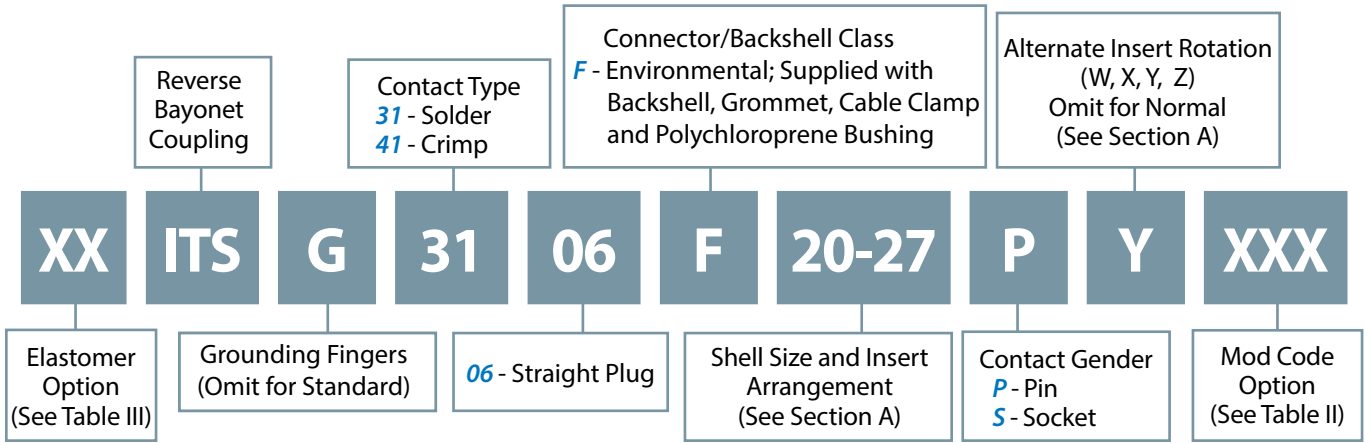 Reverse
Bayonet
Coupling
Contact Type
31 - Solder
41 - Crimp
Connector/Backshell Class
F - Environmental; Supplied with
Backshell, Grommet, Cable Clamp
and Polychloroprene Bushing
Alternate Insert Rotation
(W, X, Y, Z)
Omit for Normal
(See Section A)
XX ITS G 31 06 F 20-27 P Y XXX
Elastomer
Option
(See Table III)
Grounding Fingers
(Omit for Standard)
06 - Straight Plug
Shell Size and Insert
Arrangement
(See Section A)
Contact Gender
P - Pin
S - Socket
Mod Code
Option
(See Table II)